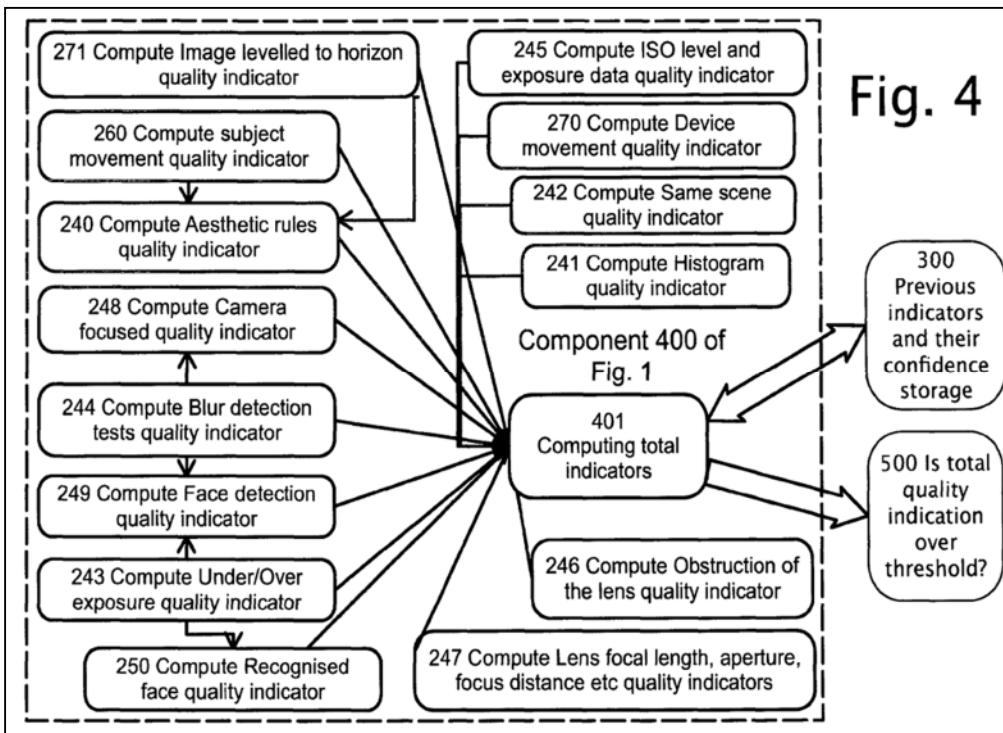 271 Compute Image levelled to horizon
quality indicator
260 Compute subject
movement quality indicator
240 Compute Aesthetic rules
quality indicator
248 Compute Camera
focused quality indicator
244 Compute Blur detection
tests quality indicator
249 Compute Face detection
quality indicator
243 Compute Under/Over
exposure quality indicator
250 Compute Recognised
face quality indicator
245 Compute ISO level and
exposure data quality indicator
270 Compute Device
movement quality indicator
242 Compute Same scene
quality indicator
241 Compute Histogram
quality indicator
Component 400 of
Fig. 1
401
Computing total
indicators
246 Compute Obstruction of
the lens quality indicator
247 Compute Lens focal length, aperture,
focus distance etc quality indicators
Fig. 4
300
Previous
indicators
and their
confidence
storage
500 Is total
quality
indication
over
threshold?